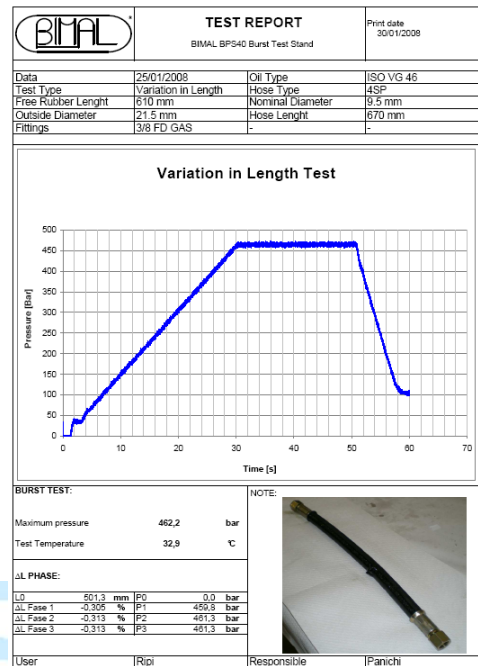 BIMAL
TEST REPORT
BIMAL BPS40 Burst Test Stand
Print date
30/01/2008
Data 25/01/2008 Oil Type ISO VG 46
Test Type Variation in Length Hose Type 4SP
Free Rubber Lenght 610 mm Nominal Diameter 9.5 mm
Outside Diameter 21.5 mm Hose Lenght 670 mm
Fittings 3/8 FD GAS - -
Variation in Length Test
500
450
400
350
300
250
200
150
100
50
0
Pressure [Bar]
0 10 20 30 40 50 60 70
Time [s]
BURST TEST:
NOTE:
Maximum pressure 462,2 bar
Test Temperature 32,9 °C
ΔL PHASE:
L0 501,3 mm P0 0,0 bar
ΔL Fase 1 -0,305 % P1 459,8 bar
ΔL Fase 2 -0,313 % P2 461,3 bar
ΔL Fase 3 -0,313 % P3 461,3 bar
User Ripi Responsible Panichi